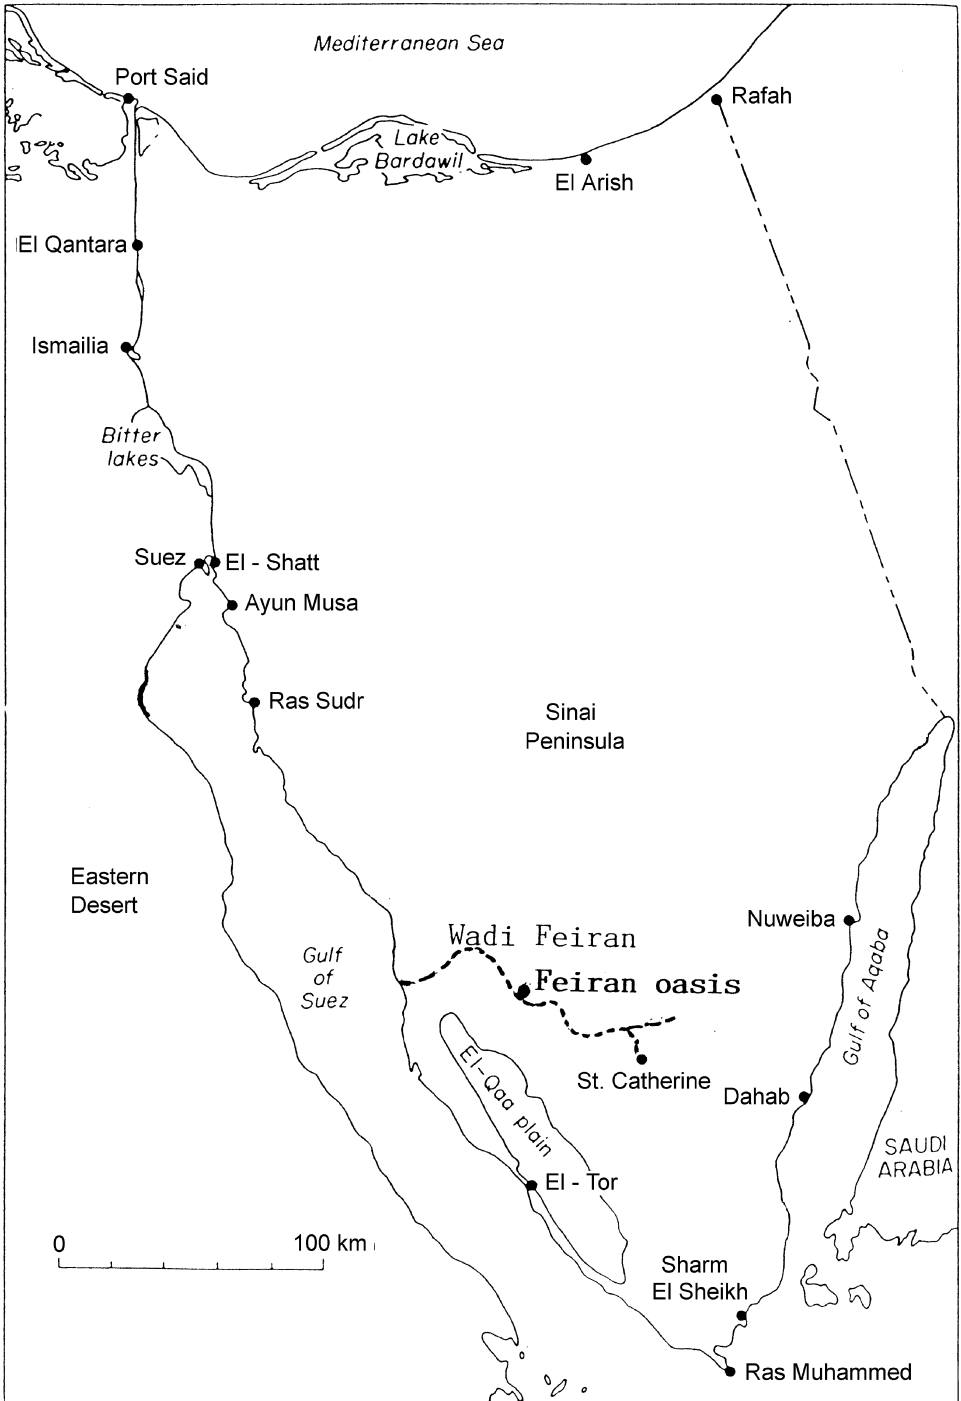 Mediterranean Sea
Port Said
Rafah
Lake
Bardawil
El Arish
El Qantara
Ismailia
Bitter
lakes
Suez
El - Shatt
Ayun Musa
Ras Sudr
Sinai
Peninsula
Eastern
Desert
Nuweiba
Wadi Feiran
Gulf
of
Suez
Feiran oasis
Gulf of Aqaba
El-Qaa plain
St. Catherine
Dahab
SAUDI
ARABIA
El - Tor
0
100 km
Sharm
El Sheikh
Ras Muhammed